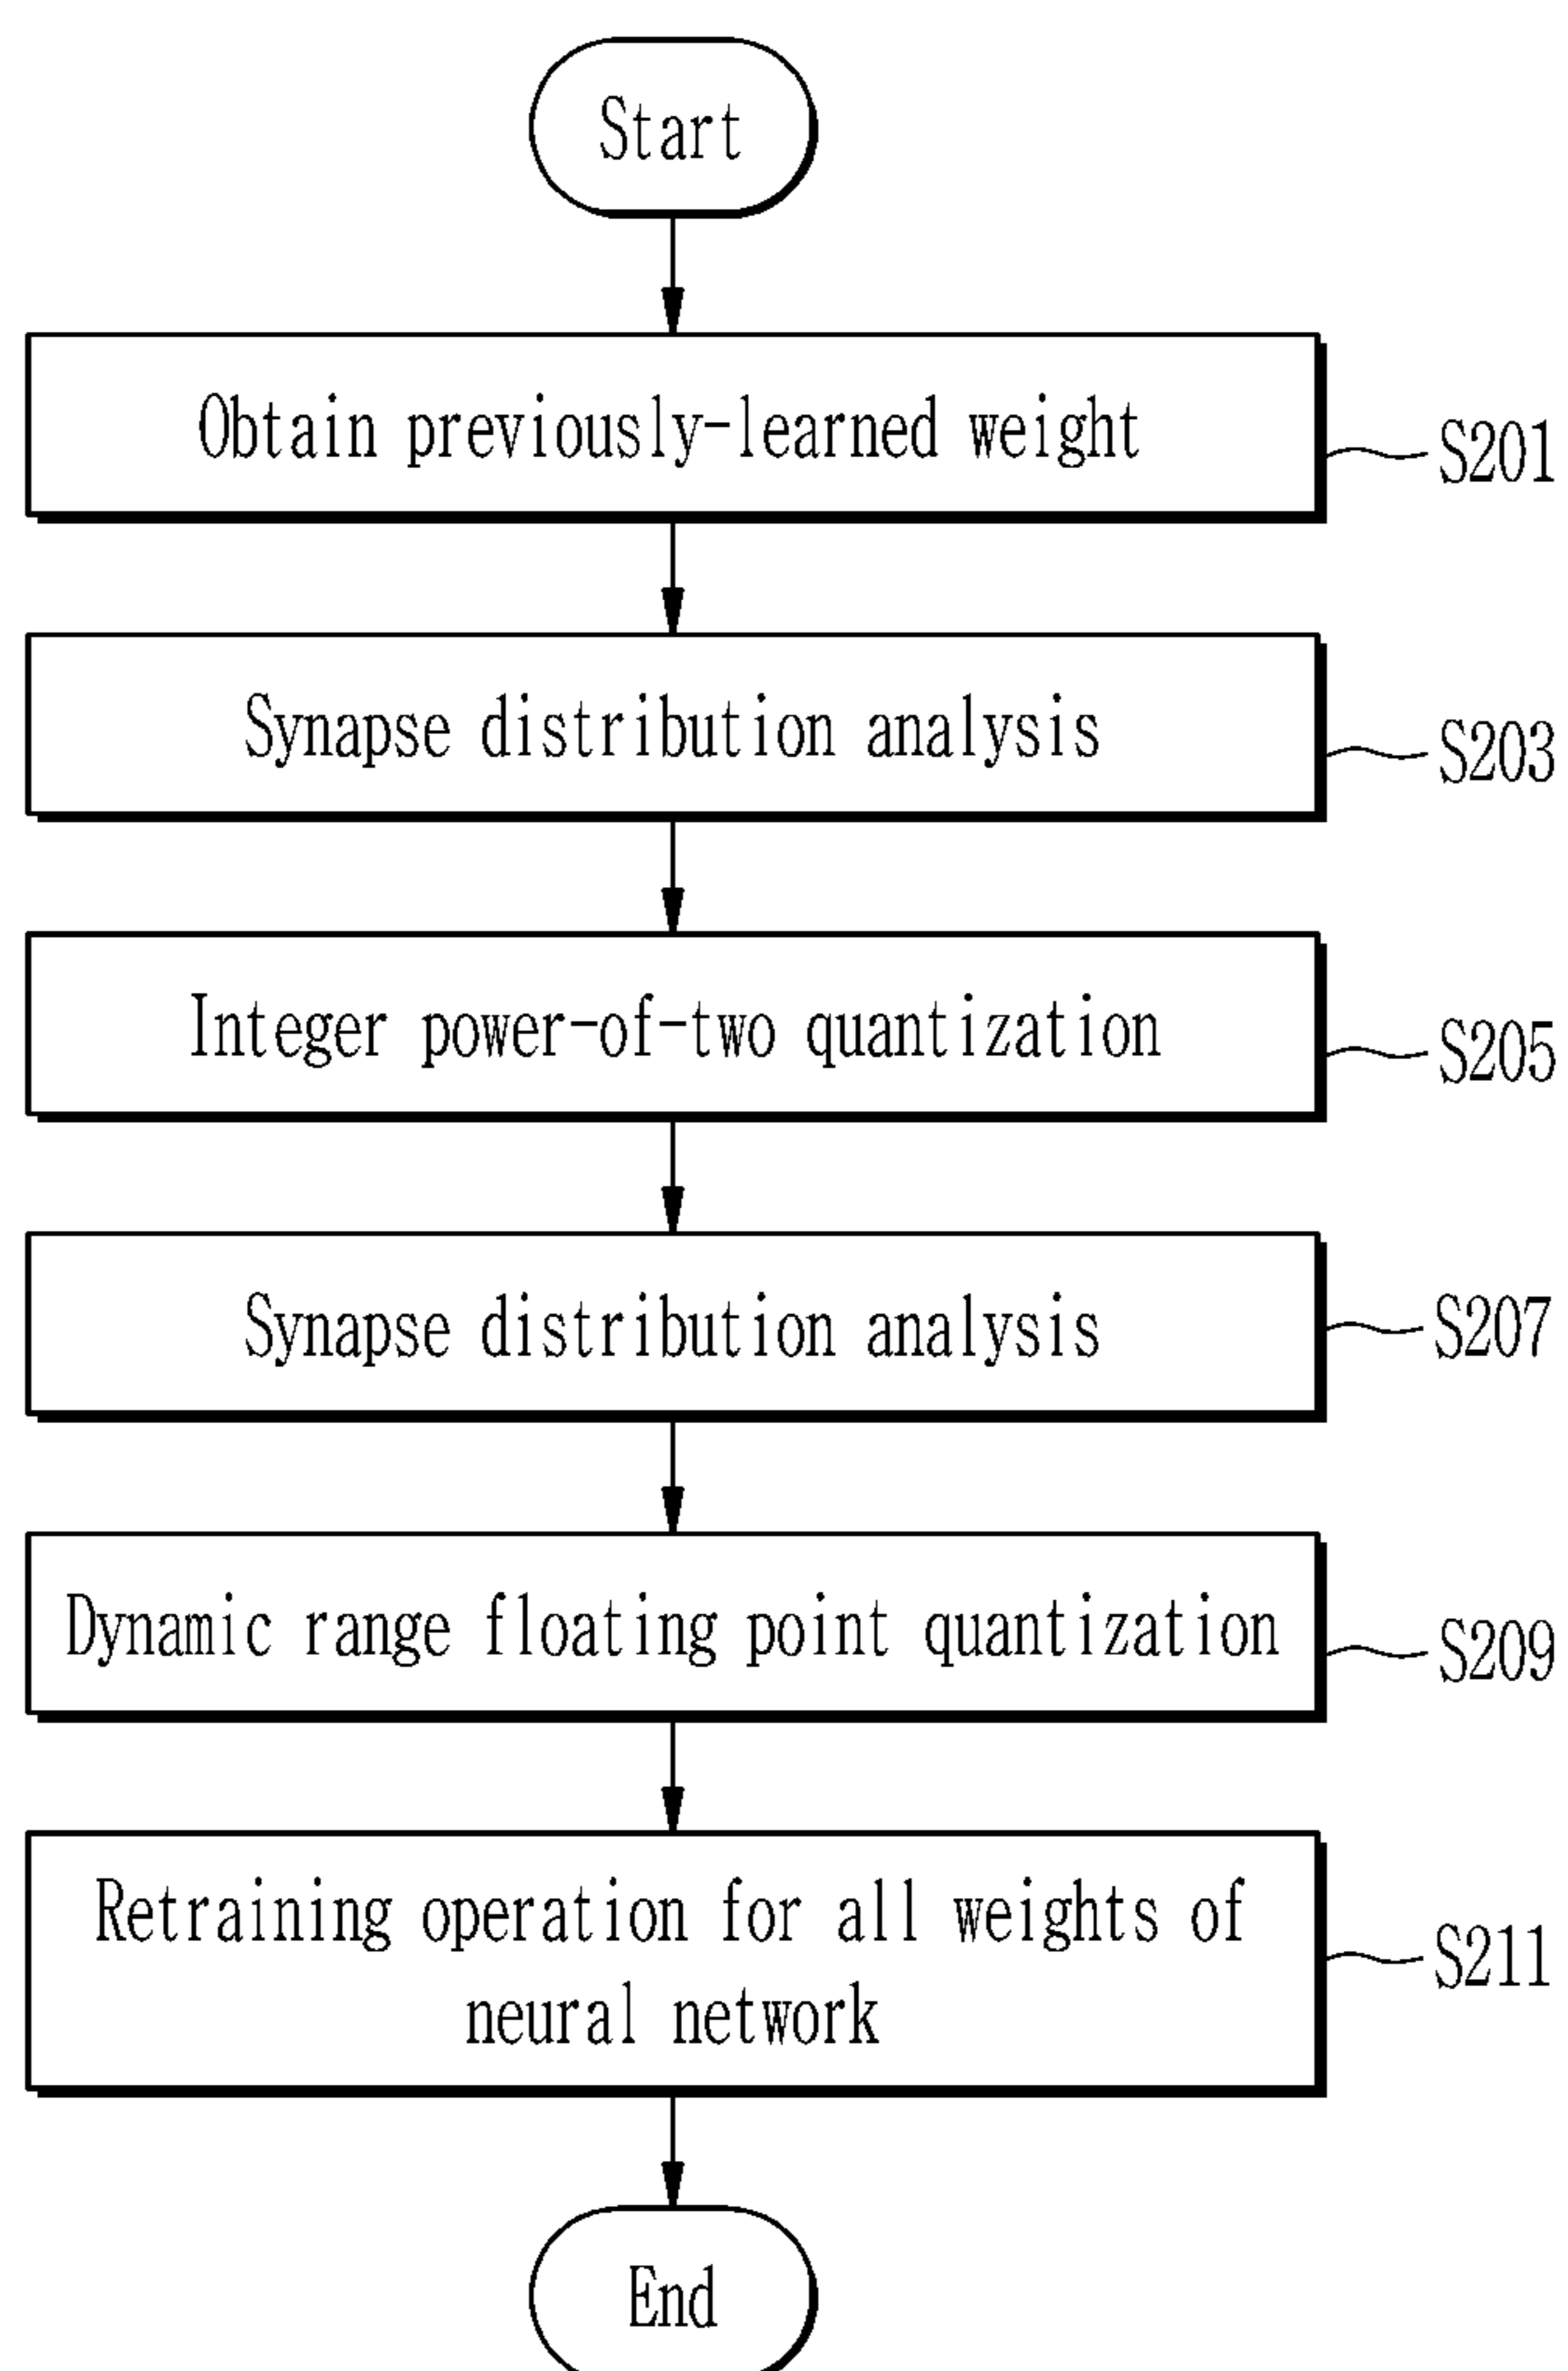 Start
Obtain previously-learned weight
S201
Synapse distribution analysis
S203
Integer power-of-two quantization
S205
Synapse distribution analysis
S207
Dynamic range floating point quantization
S209
Retraining operation for all weights of
neural network
S211
End